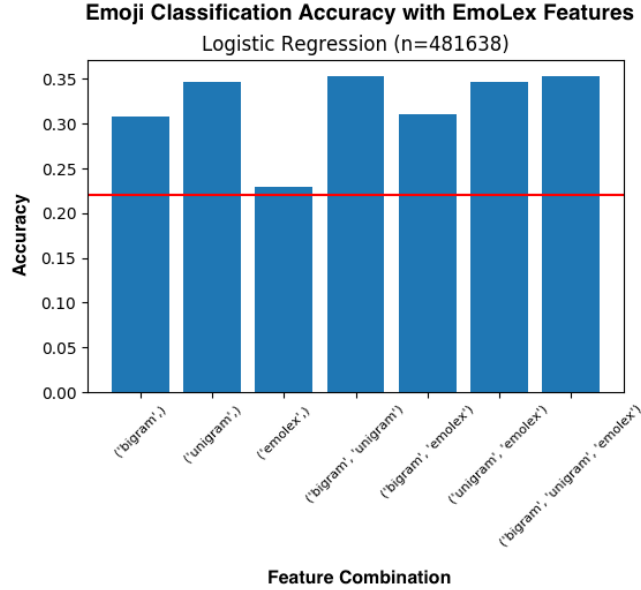 Emoji Classification Accuracy with EmoLex Features
Logistic Regression (n=481638)
Accuracy
0.35
0.30
0.25
0.20
0.15
0.10
0.05
0.00
('bigram',)
('unigram',)
('emolex',)
('bigram', 'unigram')
('bigram', 'emolex')
('unigram', 'emolex')
('bigram', 'unigram', 'emolex')
Feature Combination